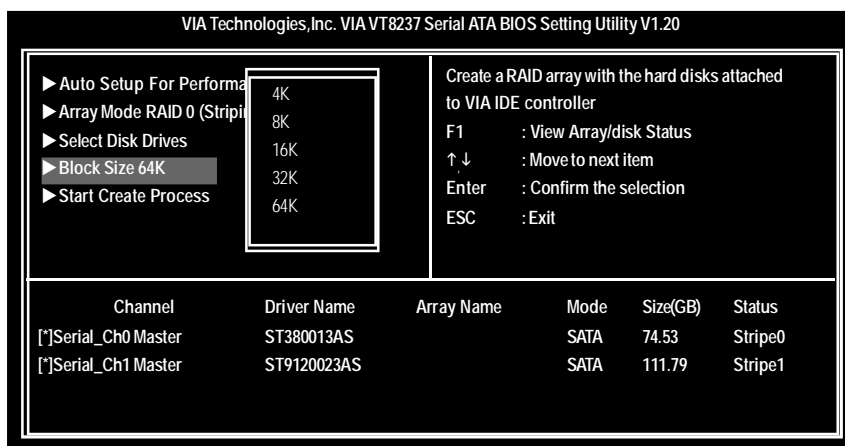 VIA Technologies,Inc. VIA VT8237 Serial ATA BIOS Setting Utility V1.20
▶ Auto Setup For Performa
▶ Array Mode RAID 0 (Stripi
▶ Select Disk Drives
▶ Block Size 64K
▶ Start Create Process
4K
8K
16K
32K
64K
Create a RAID array with the hard disks attached
to VIA IDE controller
F1 : View Array/disk Status
↑↓ : Move to next item
Enter : Confirm the selection
ESC : Exit
Channel Driver Name Array Name Mode Size(GB) Status
[*]Serial_Ch0 Master ST380013AS SATA 74.53 Stripe0
[*]Serial_Ch1 Master ST9120023AS SATA 111.79 Stripe1